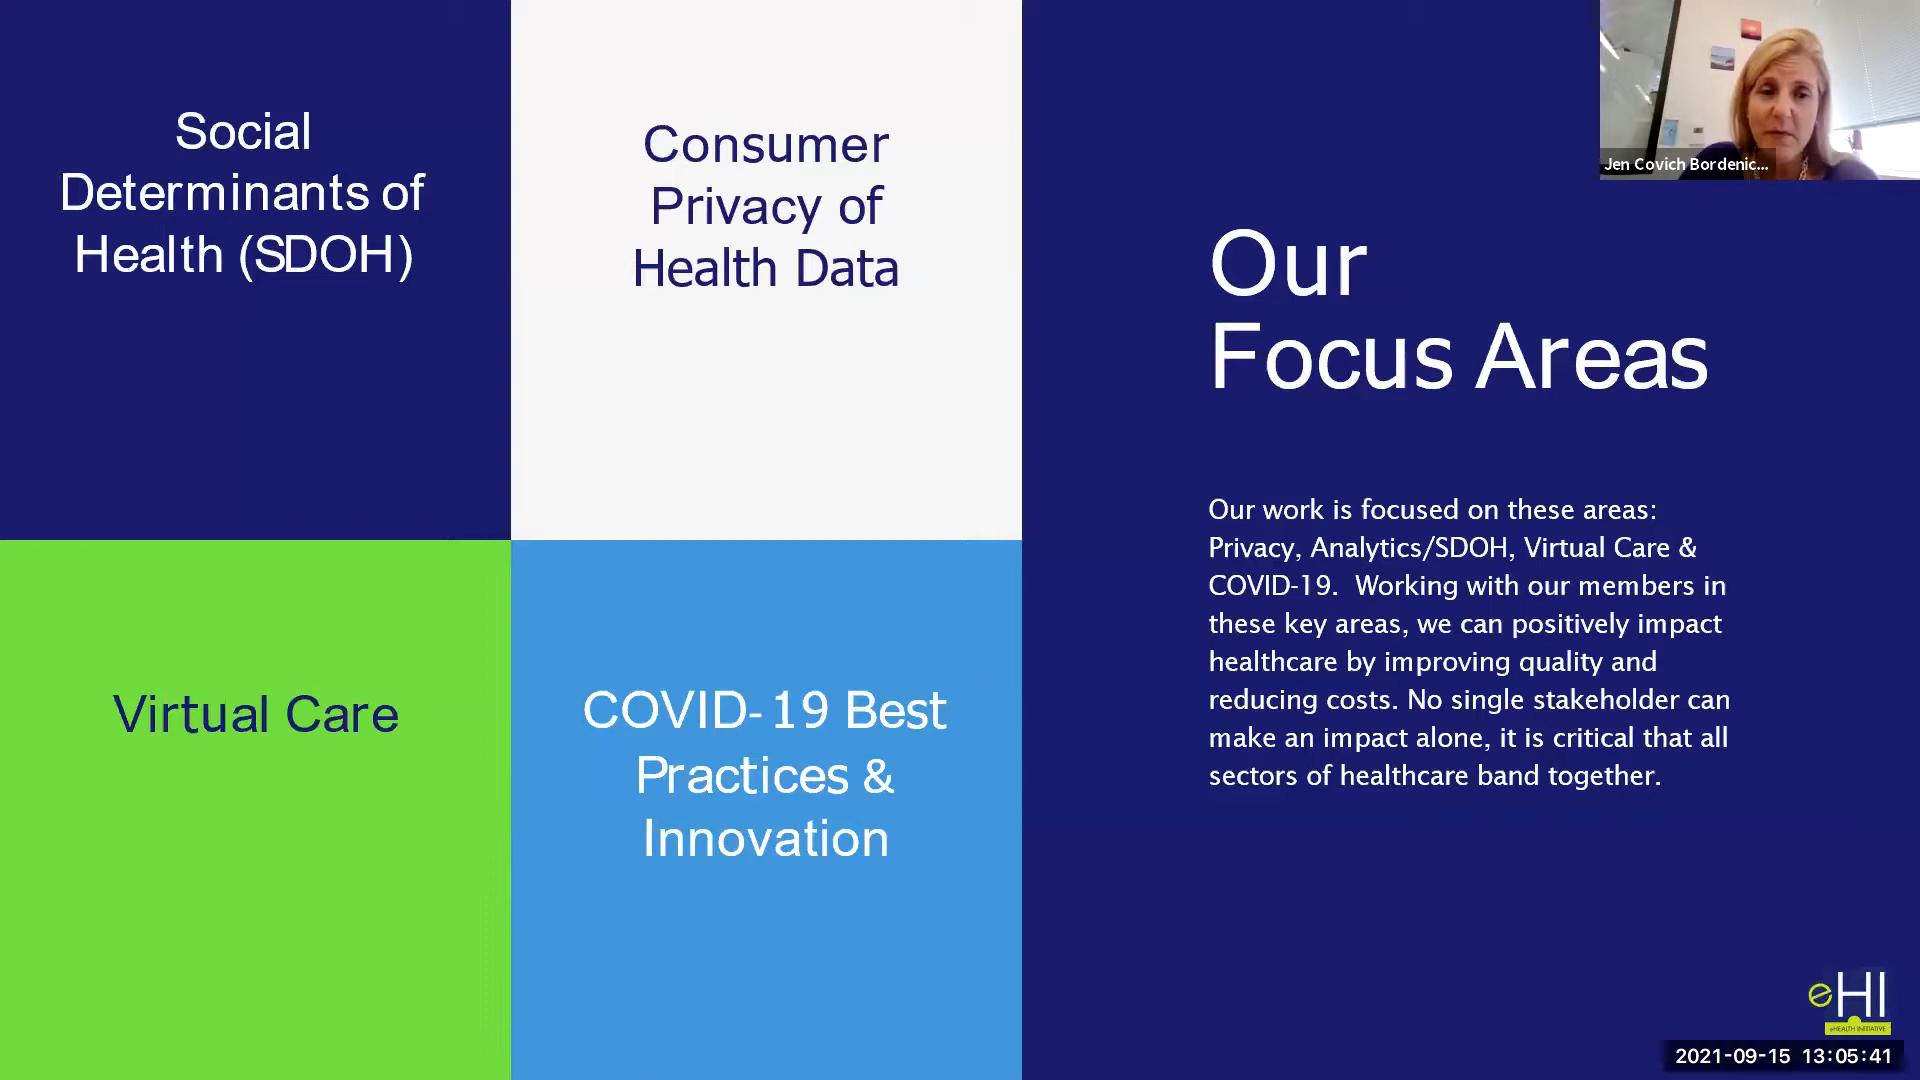 Social
Determinants of
Health (SDOH)
Consumer
Privacy of
Health Data
Virtual Care
COVID-19 Best
Practices &
Innovation
Jen Covich Bordenic...
Our
Focus Areas
Our work is focused on these areas:
Privacy, Analytics/SDOH, Virtual Care &
COVID-19.  Working with our members in
these key areas, we can positively impact
healthcare by improving quality and
reducing costs. No single stakeholder can
make an impact alone, it is critical that all
sectors of healthcare band together.
eHI
eHEALTH INITIATIVE
2021-09-15 13:05:41